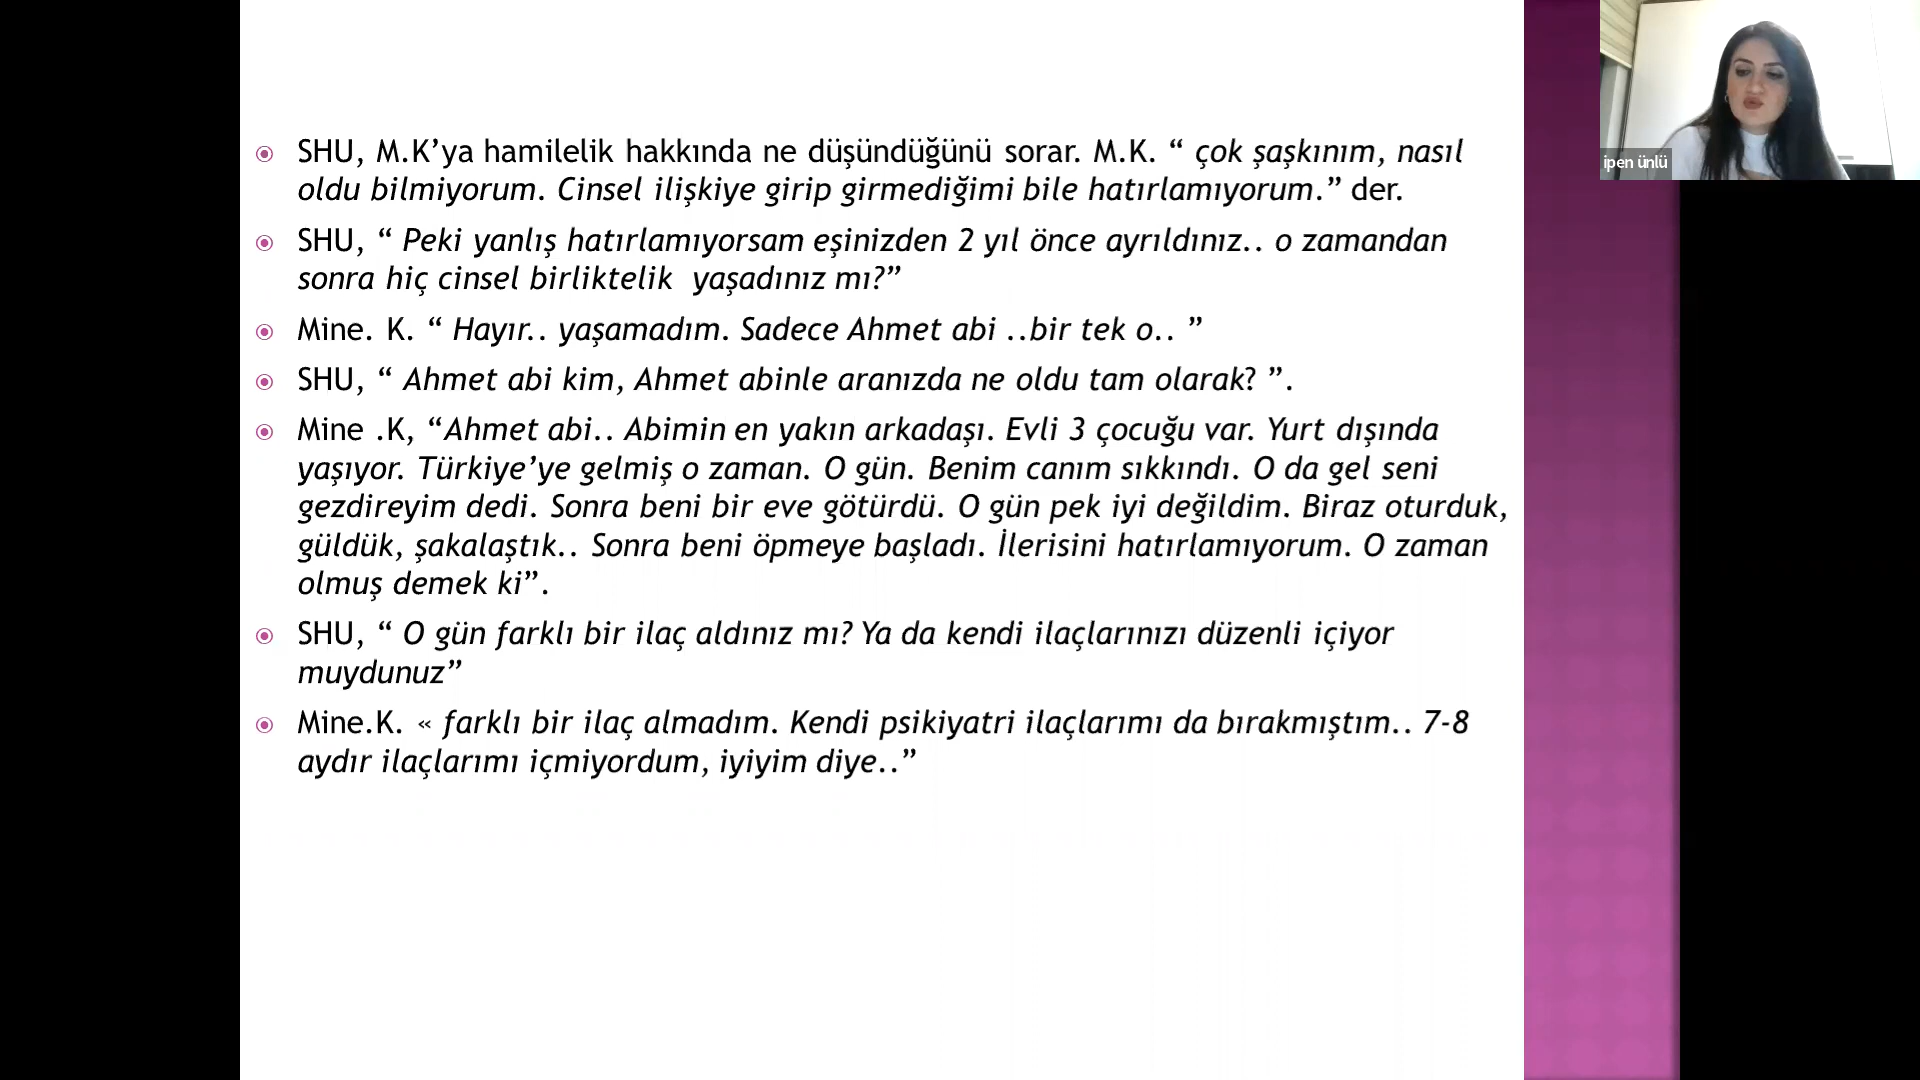 SHU, M.K’ya hamilelik hakkında ne düşündüğünü sorar. M.K. “ çok şaşkınım, nasıl
oldu bilmiyorum. Cinsel ilişkiye girip girmediğimi bile hatırlamıyorum.” der.
SHU, “ Peki yanlış hatırlamıyorsam eşinizden 2 yıl önce ayrıldınız.. o zamandan
sonra hiç cinsel birliktelik  yaşadınız mı?”
Mine. K. “ Hayır.. yaşamadım. Sadece Ahmet abi ..bir tek o.. ”
SHU, “ Ahmet abi kim, Ahmet abinle aranızda ne oldu tam olarak? ”.
Mine .K, “Ahmet abi.. Abimin en yakın arkadaşı. Evli 3 çocuğu var. Yurt dışında
yaşıyor. Türkiye’ye gelmiş o zaman. O gün. Benim canım sıkkındı. O da gel seni
gezdireyim dedi. Sonra beni bir eve götürdü. O gün pek iyi değildim. Biraz oturduk,
güldük, şakalaştık.. Sonra beni öpmeye başladı. İlerisini hatırlamıyorum. O zaman
olmuş demek ki”.
SHU, “ O gün farklı bir ilaç aldınız mı? Ya da kendi ilaçlarınızı düzenli içiyor
muydunuz”
Mine.K. « farklı bir ilaç almadım. Kendi psikiyatri ilaçlarımı da bırakmıştım.. 7-8
aydır ilaçlarımı içmiyordum, iyiyim diye..”
ipen ünlü